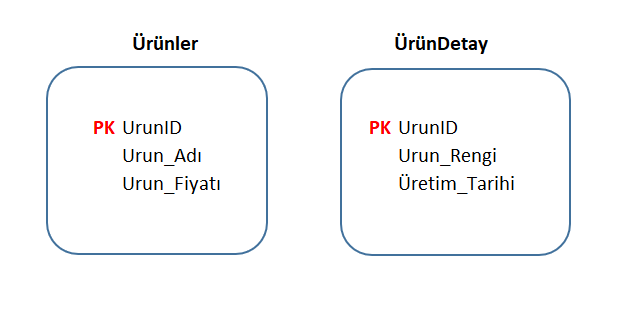 Ürünler
PK UrunID
Urun_Adı
Urun_Fiyatı
ÜrünDetay
PK UrunID
Urun_Rengi
Üretim_Tarihi